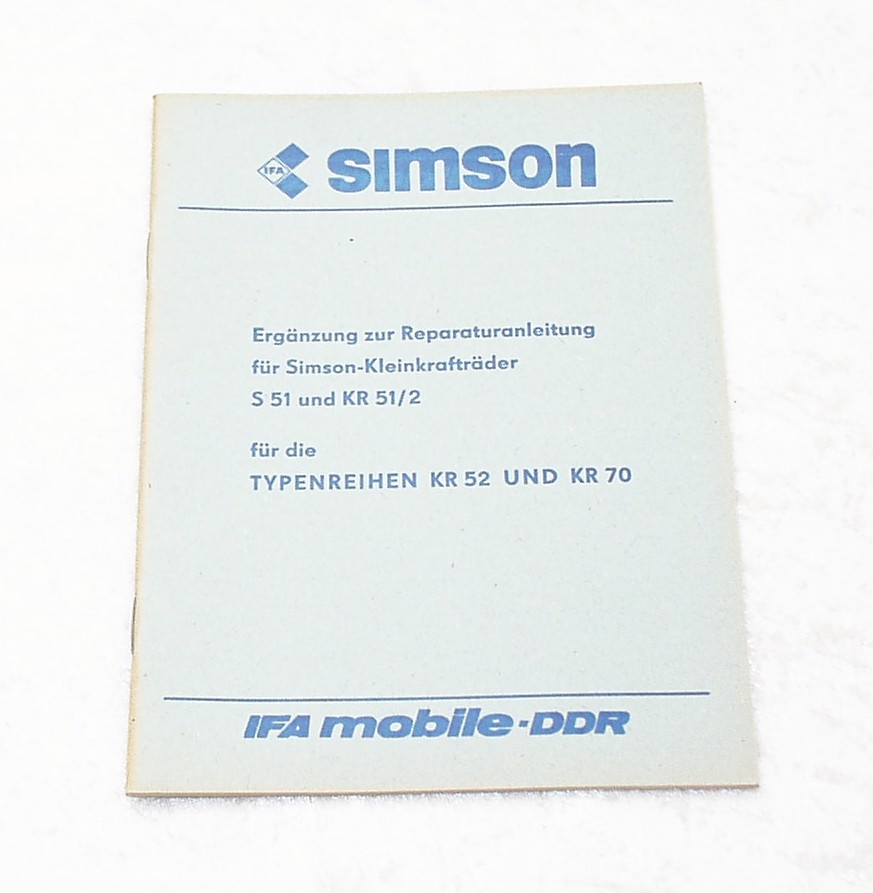 IFA simson
Ergänzung zur Reparaturanleitung
für Simson-Kleinkrafträder
S 51 und KR 51/2
für die
TYPENREIHEN KR 52 UND KR 70
IFA mobile-DDR